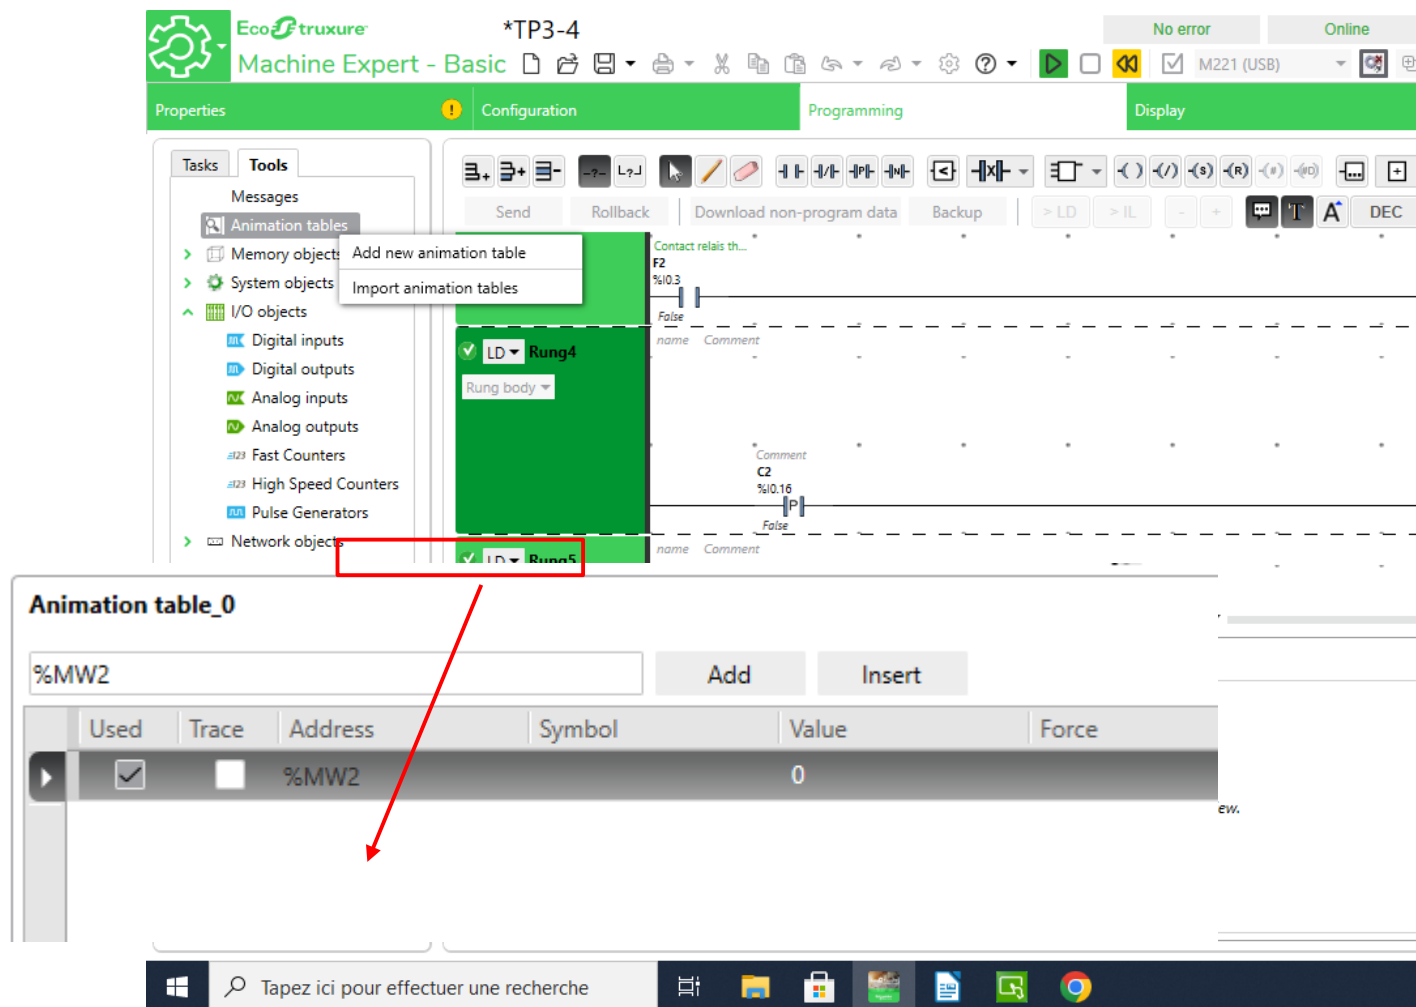 EcoStruxure
*TP3-4
No error
Online
Machine Expert - Basic
M221 (USB)
Properties
Configuration
Programming
Display
Tasks
Tools
Messages
Animation tables
Memory objects
System objects
I/O objects
Digital inputs
Digital outputs
Analog inputs
Analog outputs
Fast Counters
High Speed Counters
Pulse Generators
Network objects
Add new animation table
Import animation tables
Send
Rollback
Download non-program data
Backup
> LD
> IL
DEC
Contact relais th...
F2
%I0.3
False
LD
Rung4
name Comment
Rung body
Comment
C2
%I0.16
P
False
LD
Rung5
name Comment
Animation table_0
%MW2
Add
Insert
Used
Trace
Address
Symbol
Value
Force
%MW2
0
ew.
Tapez ici pour effectuer une recherche